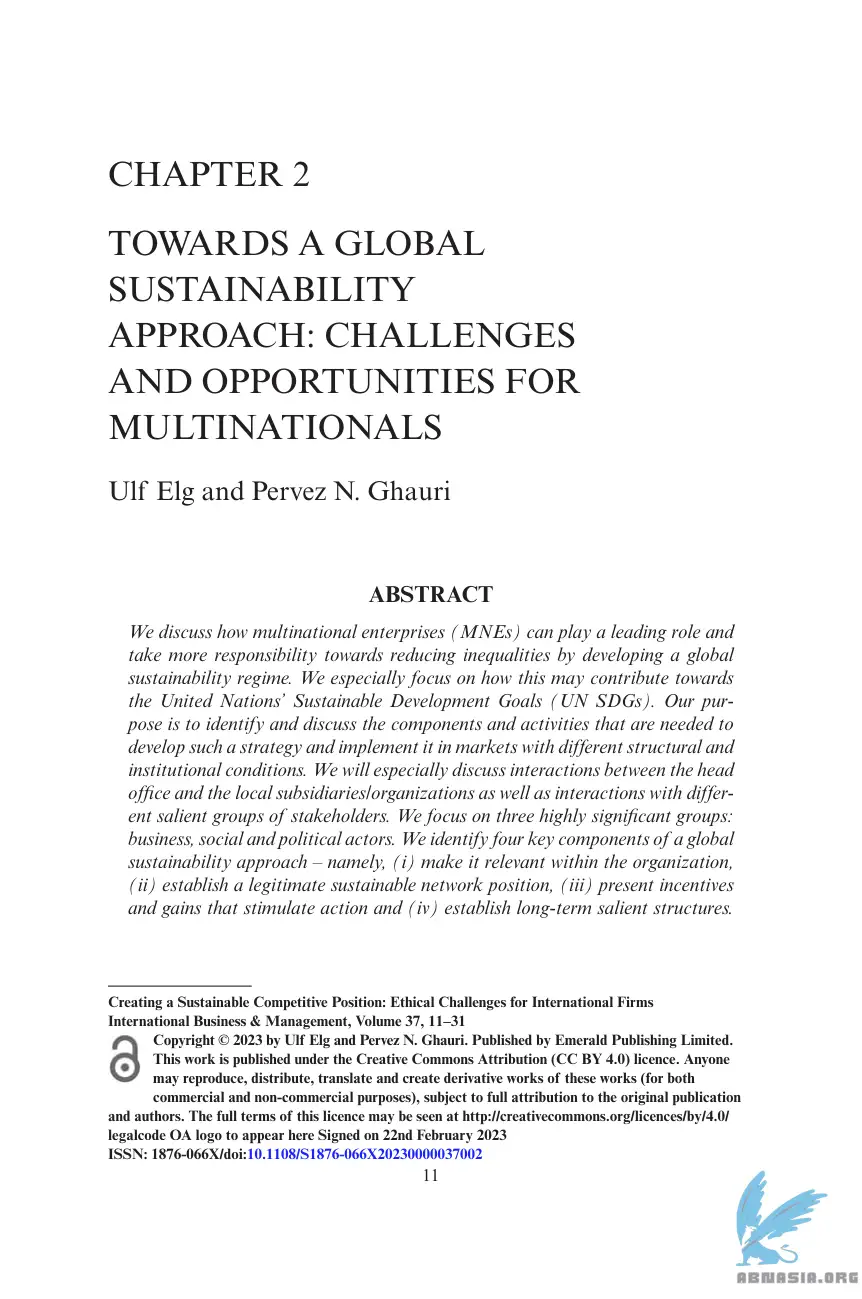 CHAPTER 2
TOWARDS A GLOBAL
SUSTAINABILITY
APPROACH: CHALLENGES
AND OPPORTUNITIES FOR
MULTINATIONALS
Ulf Elg and Pervez N. Ghauri
ABSTRACT
We discuss how multinational enterprises (MNEs) can play a leading role and
take more responsibility towards reducing inequalities by developing a global
sustainability regime. We especially focus on how this may contribute towards
the United Nations’ Sustainable Development Goals (UN SDGs). Our pur-
pose is to identify and discuss the components and activities that are needed to
develop such a strategy and implement it in markets with different structural and
institutional conditions. We will especially discuss interactions between the head
office and the local subsidiaries/organizations as well as interactions with differ-
ent salient groups of stakeholders. We focus on three highly significant groups:
business, social and political actors. We identify four key components of a global
sustainability approach – namely, (i) make it relevant within the organization,
(ii) establish a legitimate sustainable network position, (iii) present incentives
and gains that stimulate action and (iv) establish long-term salient structures.
Creating a Sustainable Competitive Position: Ethical Challenges for International Firms
International Business & Management, Volume 37, 11–31
Copyright © 2023 by Ulf Elg and Pervez N. Ghauri. Published by Emerald Publishing Limited.
This work is published under the Creative Commons Attribution (CC BY 4.0) licence. Anyone
may reproduce, distribute, translate and create derivative works of these works (for both
commercial and non-commercial purposes), subject to full attribution to the original publication
and authors. The full terms of this licence may be seen at http://creativecommons.org/licences/by/4.0/
legalcode OA logo to appear here Signed on 22nd February 2023
ISSN: 1876-066X/doi:10.1108/S1876-066X20230000037002
11
ABNASIA.ORG